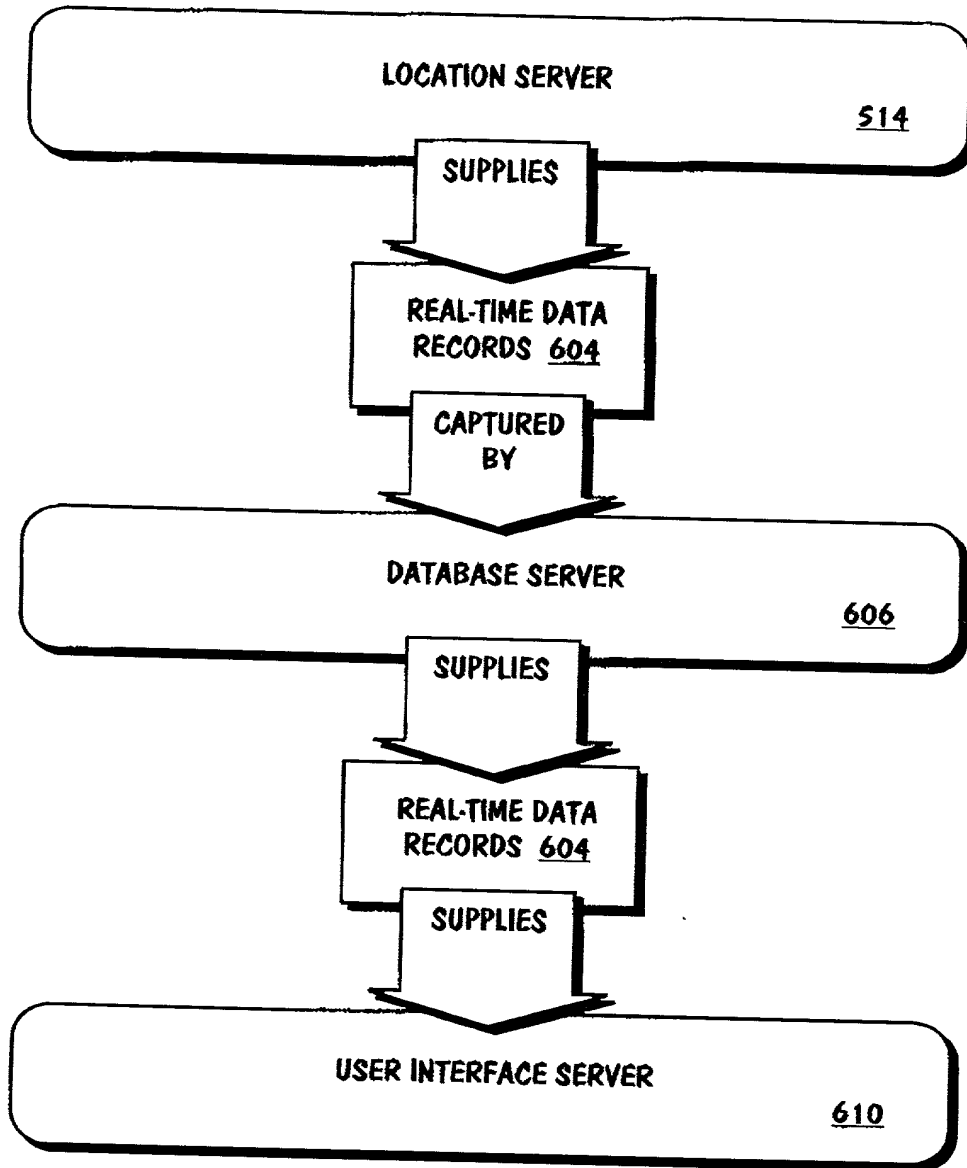 LOCATION SERVER
514
SUPPLIES
REAL-TIME DATA
RECORDS 604
CAPTURED
BY
DATABASE SERVER
606
SUPPLIES
REAL-TIME DATA
RECORDS 604
SUPPLIES
USER INTERFACE SERVER
610